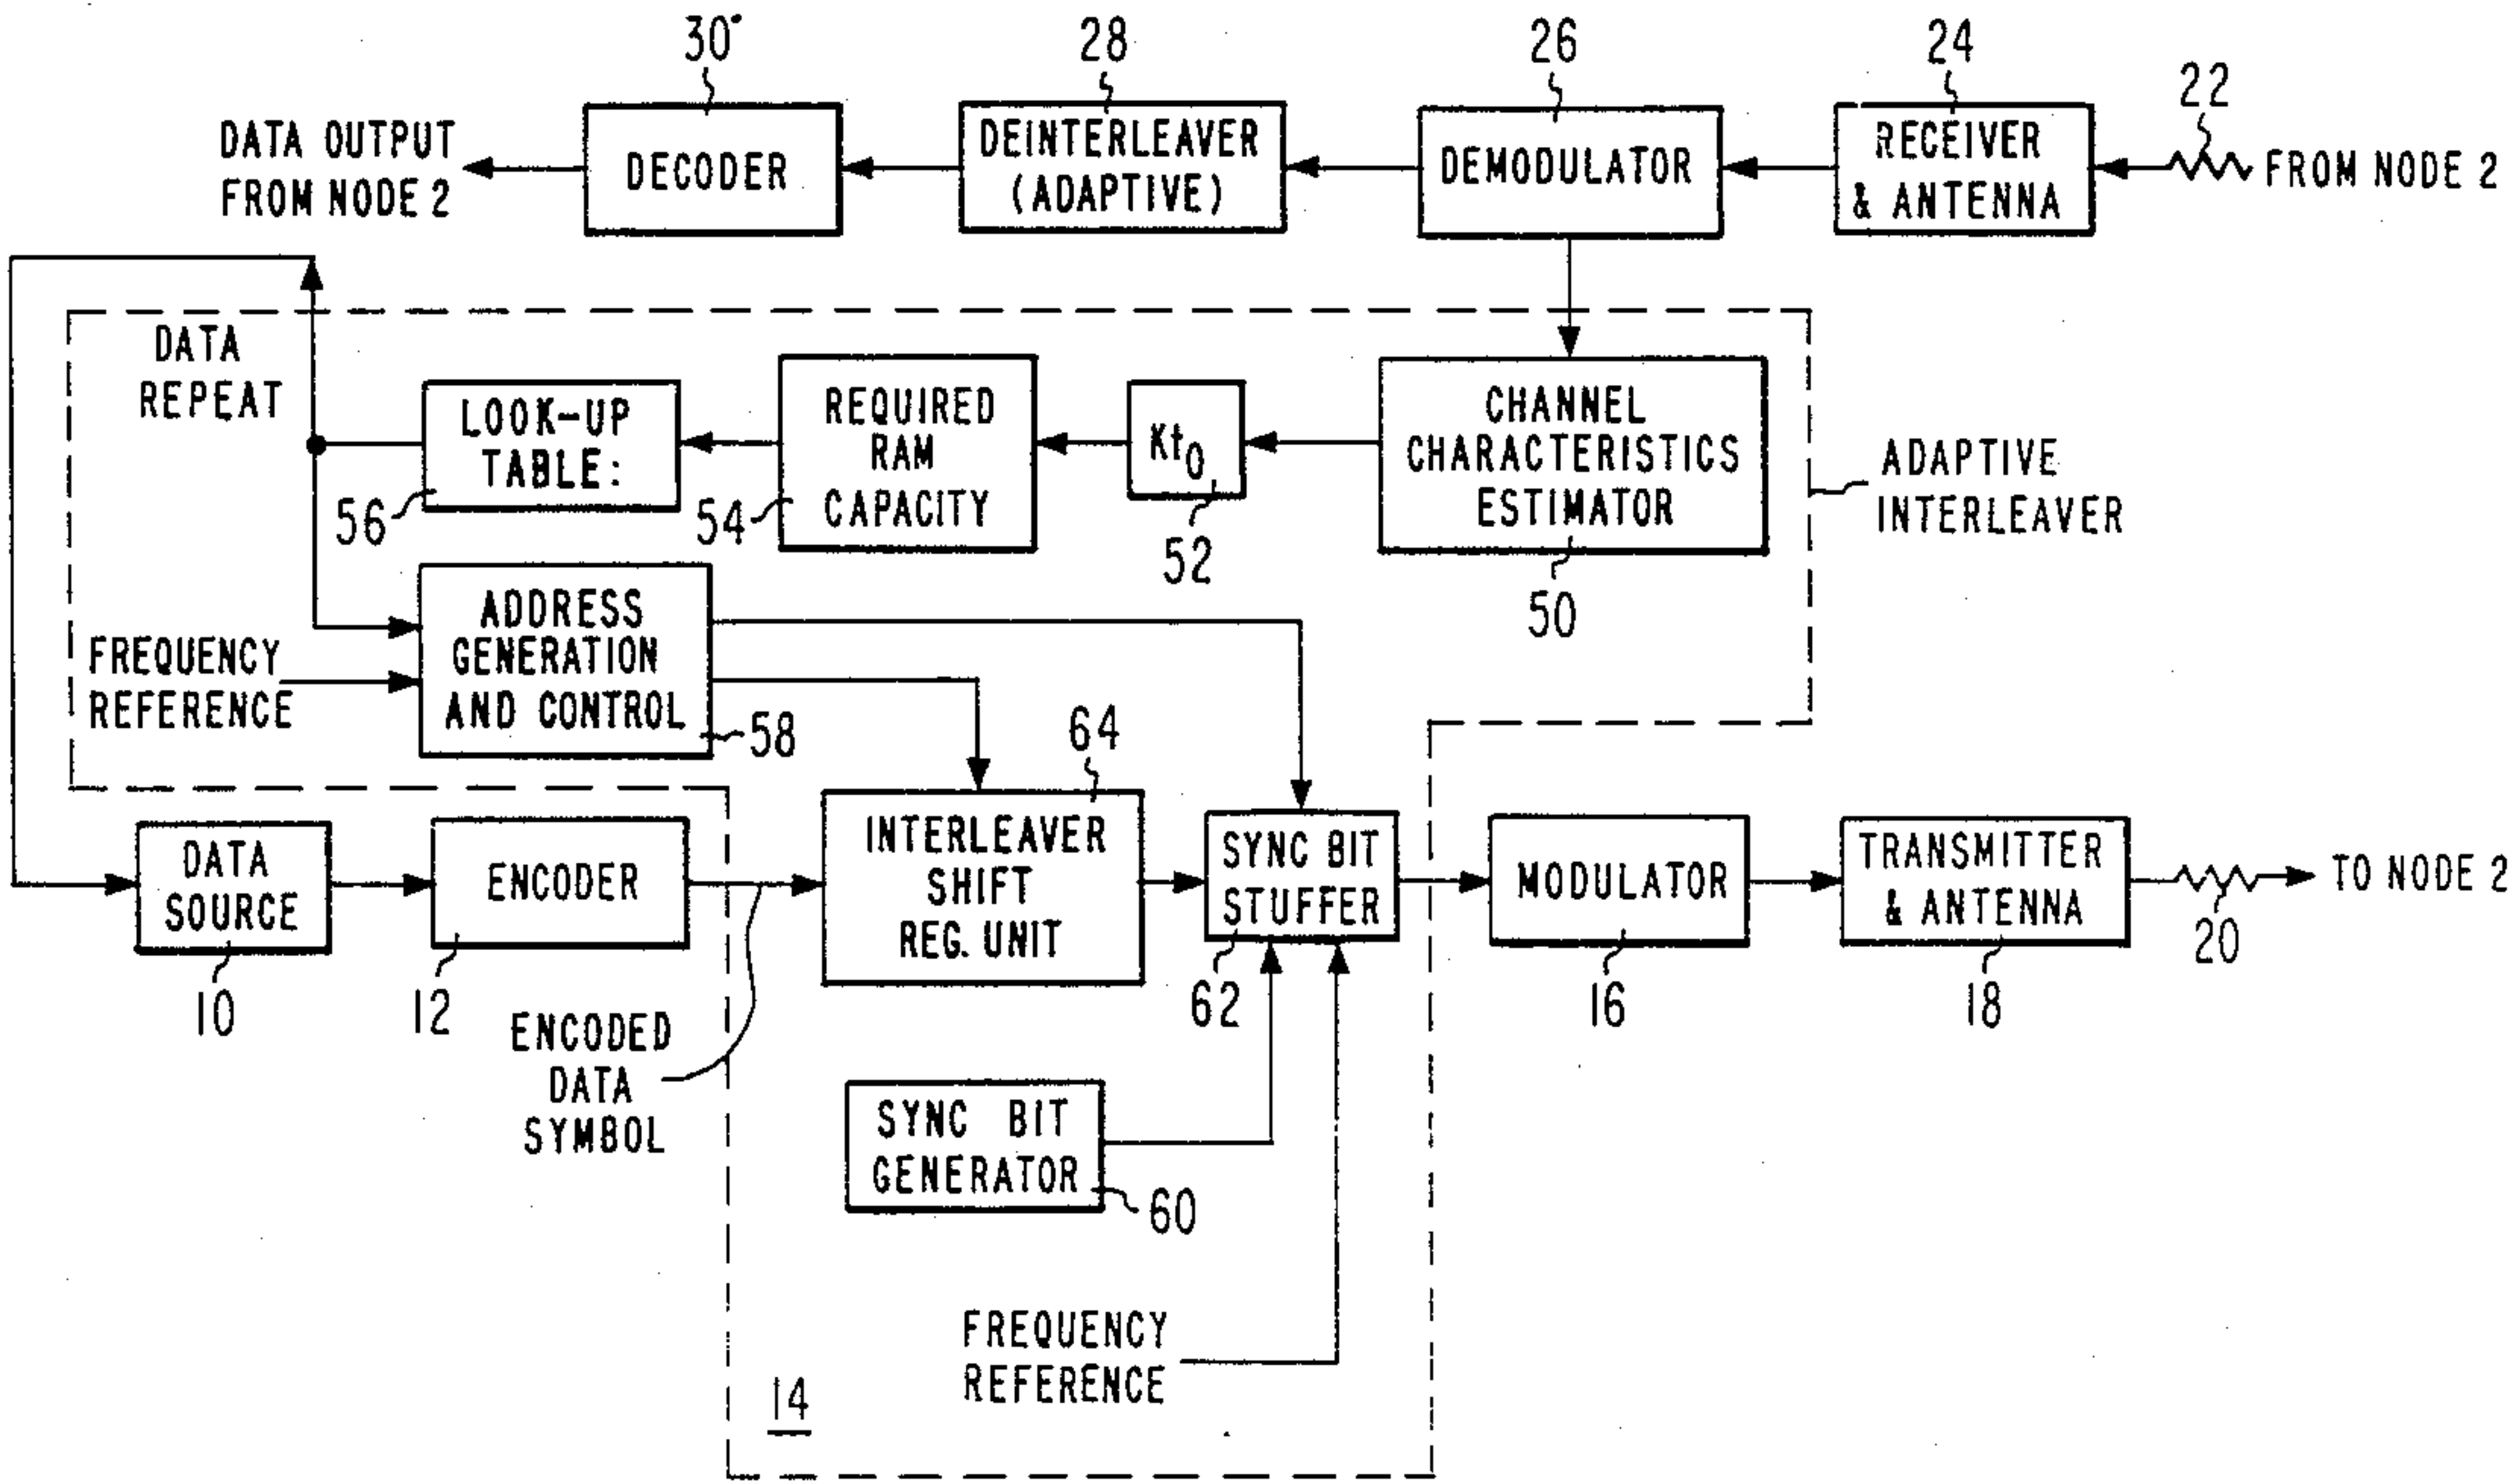 30
28
26
24
22
DATA OUTPUT
FROM NODE 2
DECODER
DEINTERLEAVER
(ADAPTIVE)
DEMODULATOR
RECEIVER
& ANTENNA
FROM NODE 2
DATA
REPEAT
LOOK-UP
TABLE:
56
REQUIRED
RAM
CAPACITY
54
Kt0
52
CHANNEL
CHARACTERISTICS
ESTIMATOR
50
ADAPTIVE
INTERLEAVER
FREQUENCY
REFERENCE
ADDRESS
GENERATION
AND CONTROL
58
64
DATA
SOURCE
10
ENCODER
12
ENCODED
DATA
SYMBOL
INTERLEAVER
SHIFT
REG. UNIT
SYNC BIT
STUFFER
62
MODULATOR
16
TRANSMITTER
& ANTENNA
18
20
TO NODE 2
SYNC BIT
GENERATOR
60
FREQUENCY
REFERENCE
14